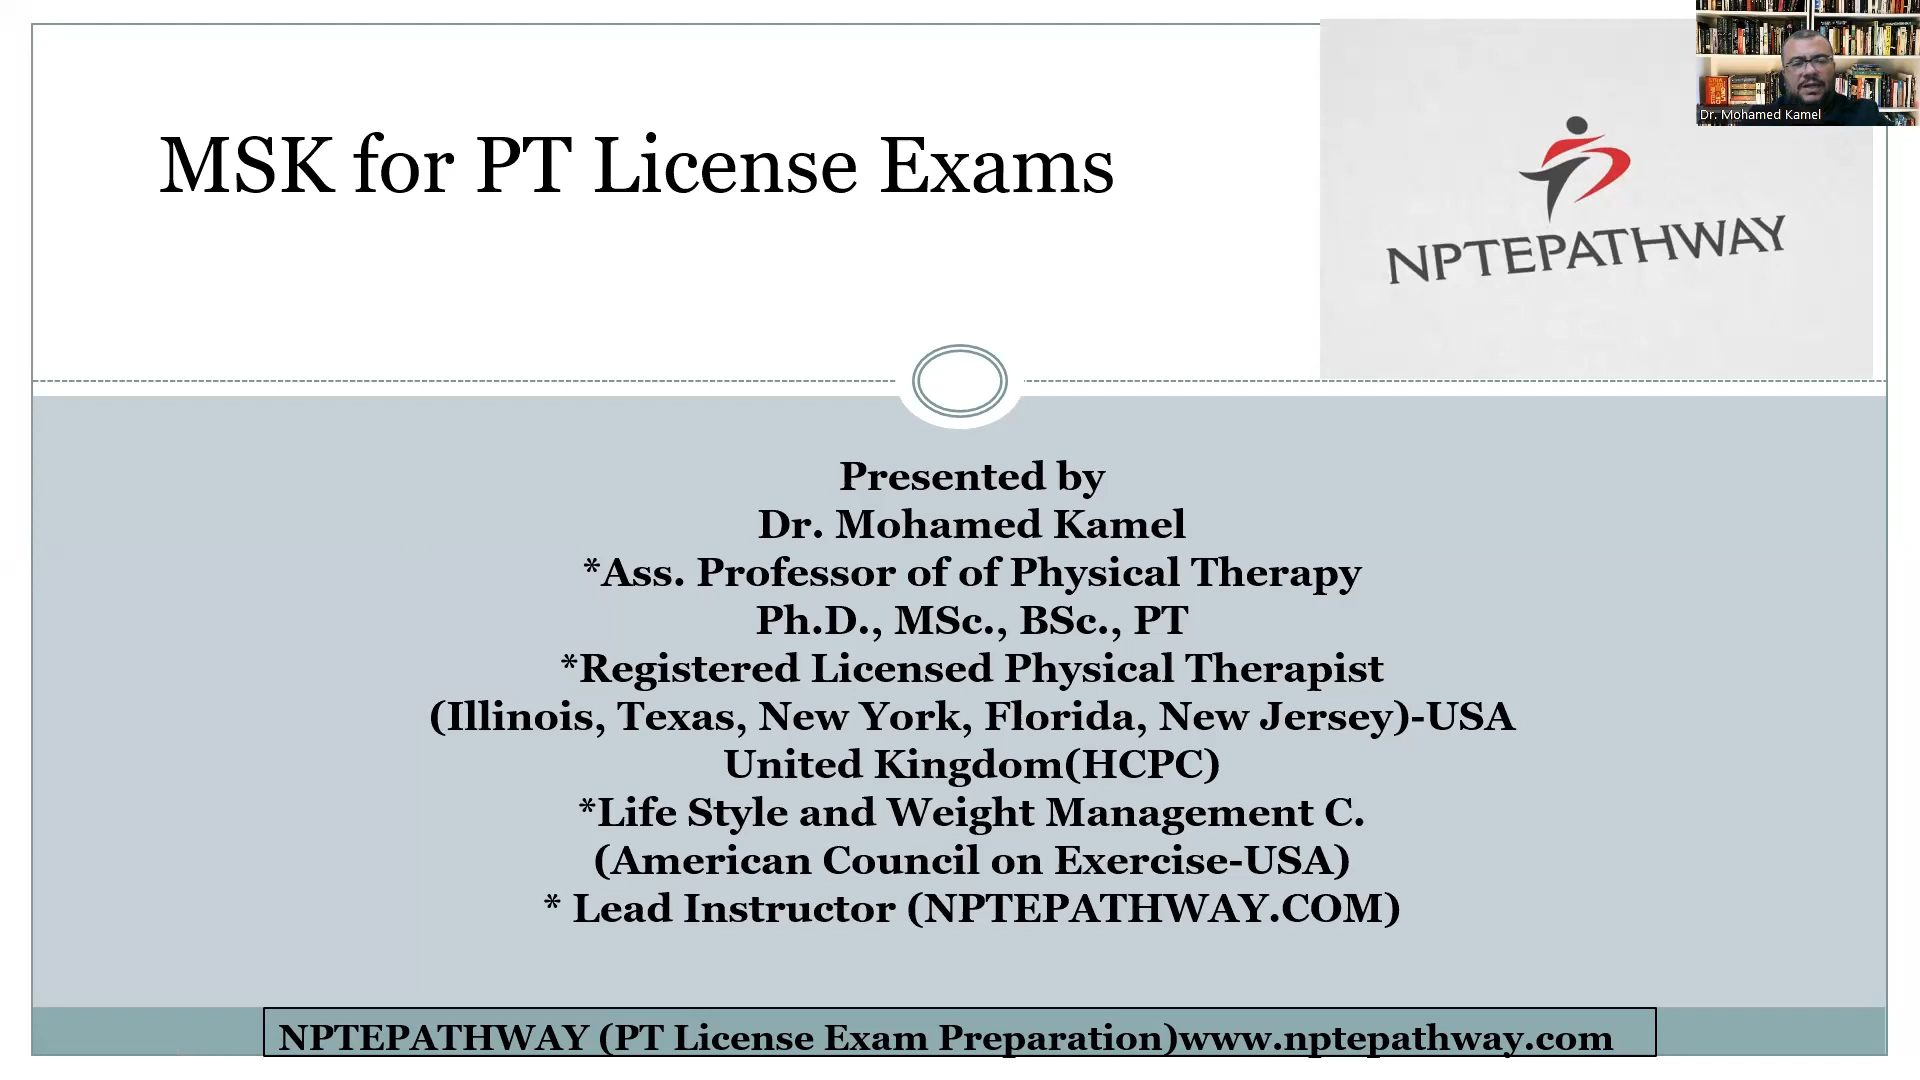 MSK for PT License Exams
NPTEPATHWAY
Dr. Mohamed Kamel
Presented by
Dr. Mohamed Kamel
*Ass. Professor of of Physical Therapy
Ph.D., MSc., BSc., PT
*Registered Licensed Physical Therapist
(Illinois, Texas, New York, Florida, New Jersey)-USA
United Kingdom(HCPC)
*Life Style and Weight Management C.
(American Council on Exercise-USA)
* Lead Instructor (NPTEPATHWAY.COM)
NPTEPATHWAY (PT License Exam Preparation)www.nptepathway.com